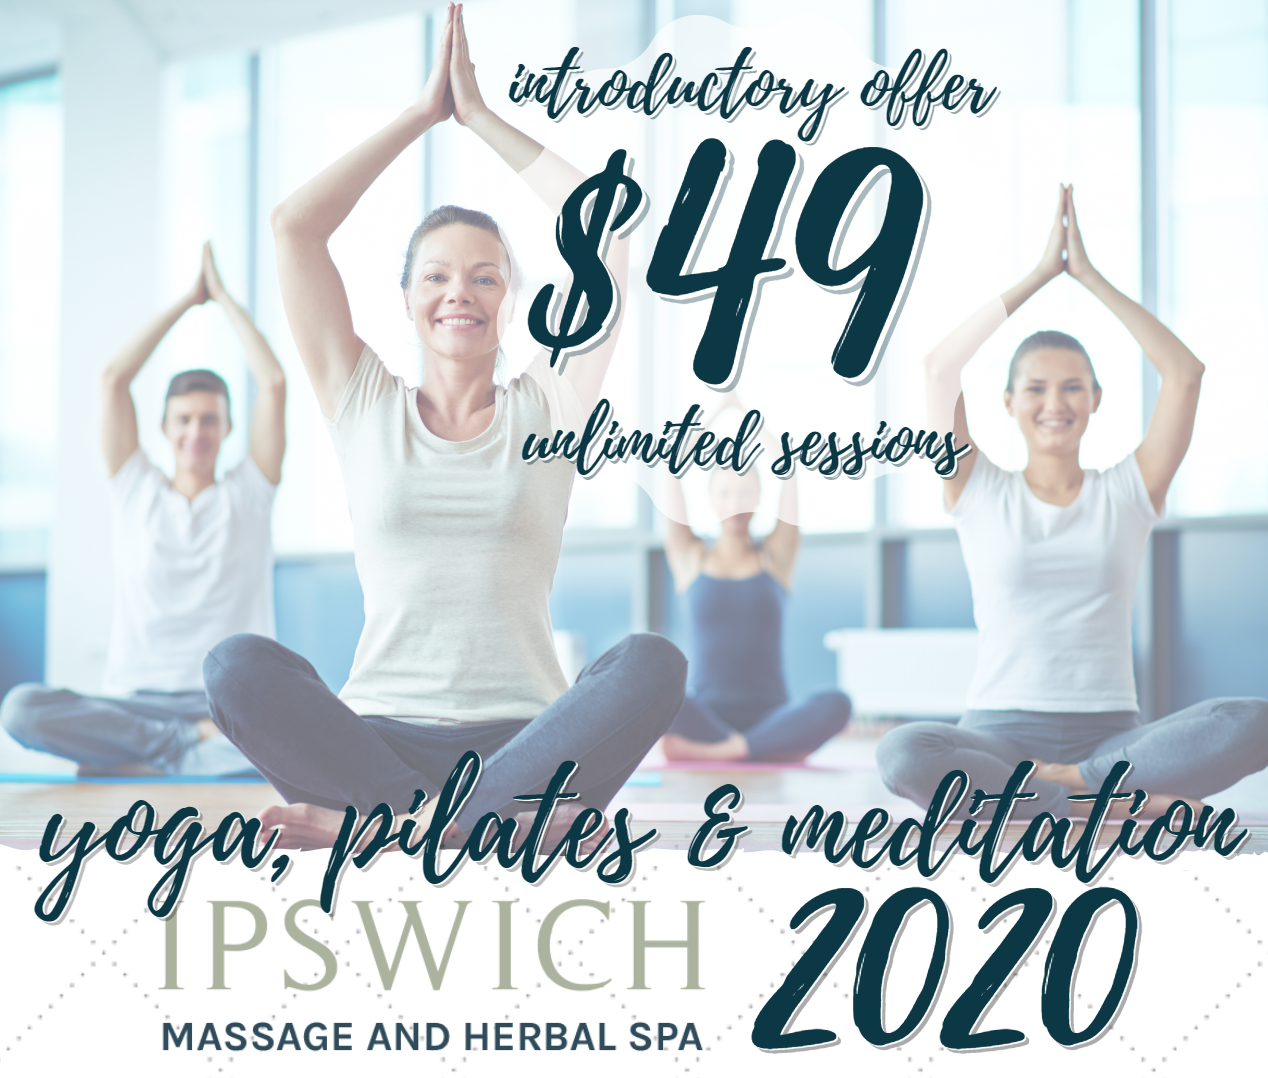 introductory offer
$49
unlimited sessions
yoga, pilates & meditation
IPSWICH
MASSAGE AND HERBAL SPA
2020